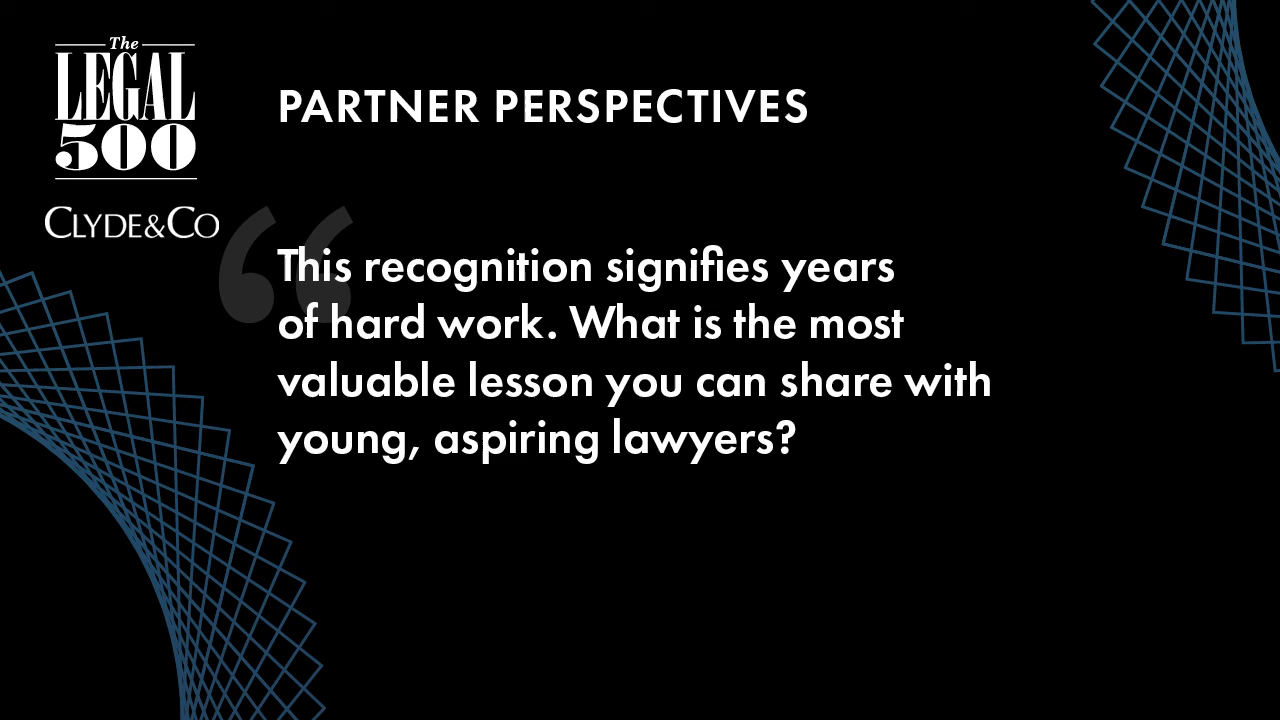 The
LEGAL
500
CLYDE&CO
PARTNER PERSPECTIVES
“
This recognition signifies years
of hard work. What is the most
valuable lesson you can share with
young, aspiring lawyers?